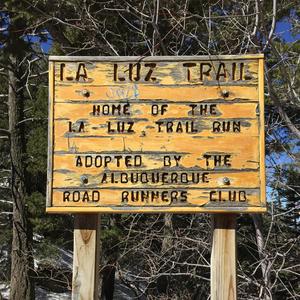 LA LUZ TRAIL
HOME OF THE
LA LUZ TRAIL RUN
ADOPTED BY THE
ALBUQUERQUE
ROAD RUNNERS CLUB